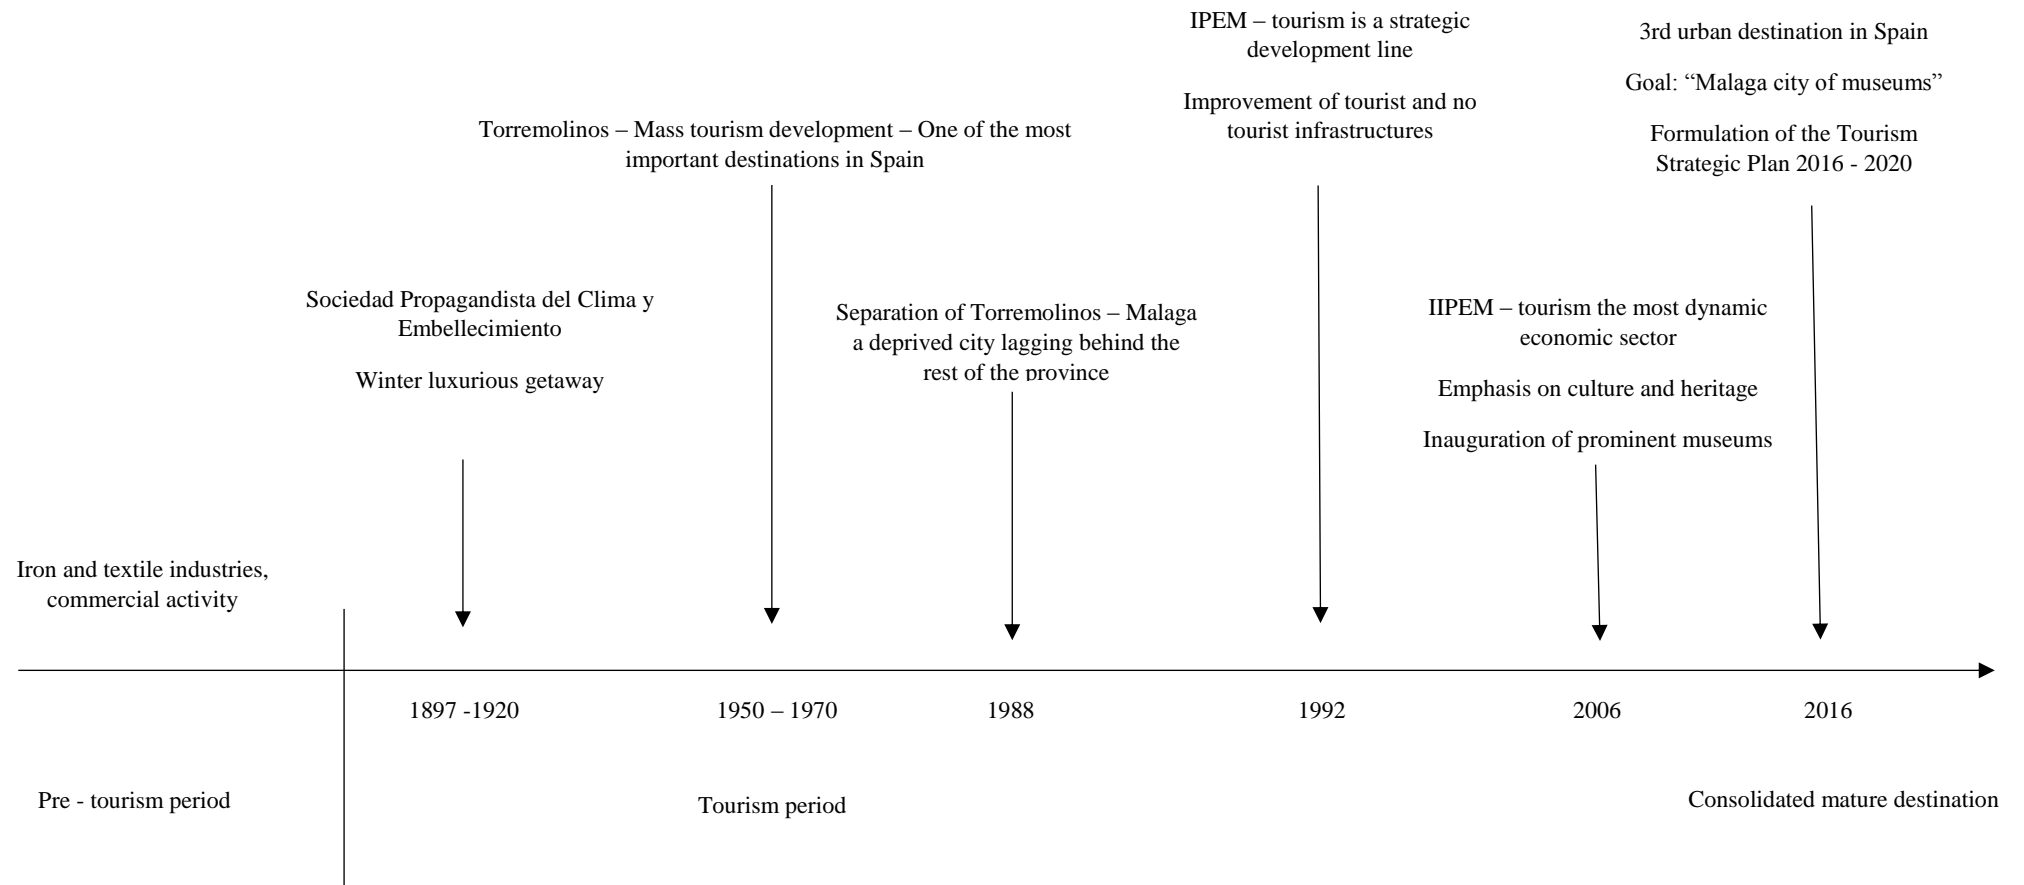 IPEM – tourism is a strategic
development line
Improvement of tourist and no
tourist infrastructures
3rd urban destination in Spain
Goal: “Malaga city of museums”
Formulation of the Tourism
Strategic Plan 2016 - 2020
Torremolinos – Mass tourism development – One of the most
important destinations in Spain
Sociedad Propagandista del Clima y
Embellecimiento
Winter luxurious getaway
Separation of Torremolinos – Malaga
a deprived city lagging behind the
rest of the province
IIPEM – tourism the most dynamic
economic sector
Emphasis on culture and heritage
Inauguration of prominent museums
Iron and textile industries,
commercial activity
1897 -1920
1950 – 1970
1988
1992
2006
2016
Pre - tourism period
Tourism period
Consolidated mature destination